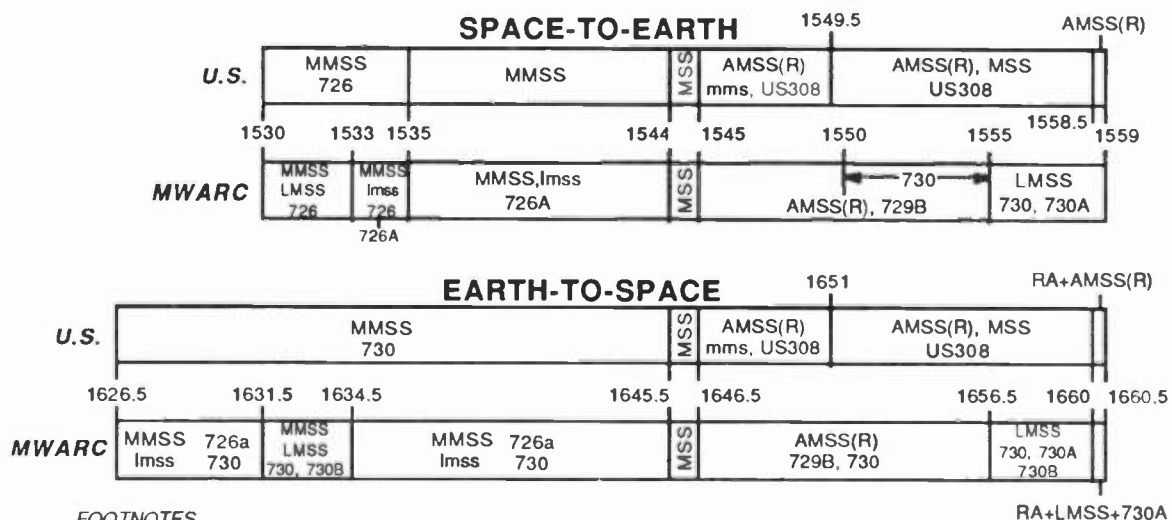 SPACE-TO-EARTH
1549.5
AMSS(R)
U.S.
MMSS
726
MMSS
MSS
AMSS(R)
mms, US308
AMSS(R), MSS
US308
1530
1533
1535
1544
1545
1550
1555
1558.5
1559
MWARC
MMSS
LMSS
726
MMSS
lmss
726
726A
MMSS,lmss
726A
MSS
730
AMSS(R), 729B
LMSS
730, 730A
EARTH-TO-SPACE
1651
RA+AMSS(R)
U.S.
MMSS
730
MSS
AMSS(R)
mms, US308
AMSS(R), MSS
US308
1626.5
1631.5
1634.5
1645.5
1646.5
1656.5
1660
1660.5
MWARC
MMSS 726a
lmss 730
MMSS
LMSS
730, 730B
MMSS 726a
lmss 730
MSS
AMSS(R)
729B, 730
LMSS
730, 730A
730B
RA+LMSS+730A
FOOTNOTES